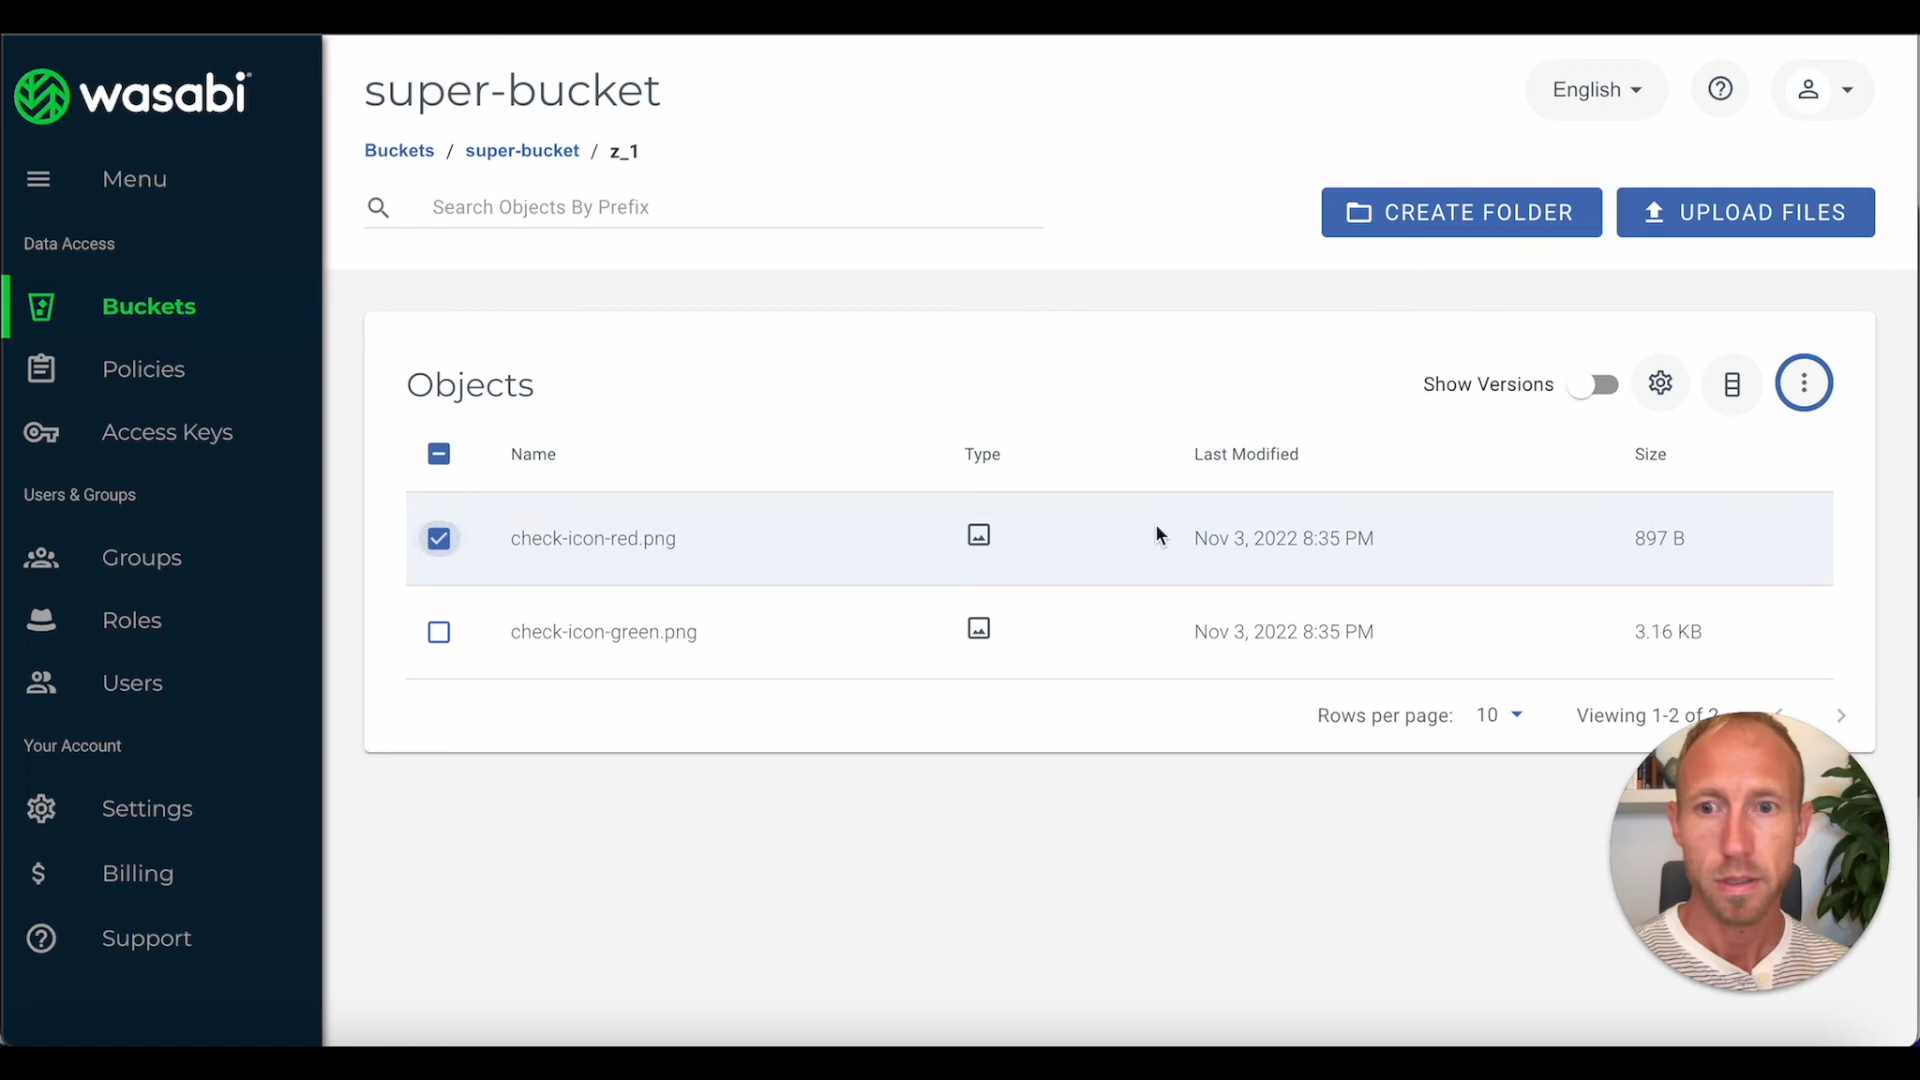 wasabi
super-bucket
English
Buckets / super-bucket / z_1
Menu
Search Objects By Prefix
CREATE FOLDER
UPLOAD FILES
Data Access
Buckets
Policies
Access Keys
Users & Groups
Groups
Roles
Users
Your Account
Settings
Billing
Support
Objects
Show Versions
Name Type Last Modified Size
check-icon-red.png Nov 3, 2022 8:35 PM 897 B
check-icon-green.png Nov 3, 2022 8:35 PM 3.16 KB
Rows per page: 10 Viewing 1-2 of 2